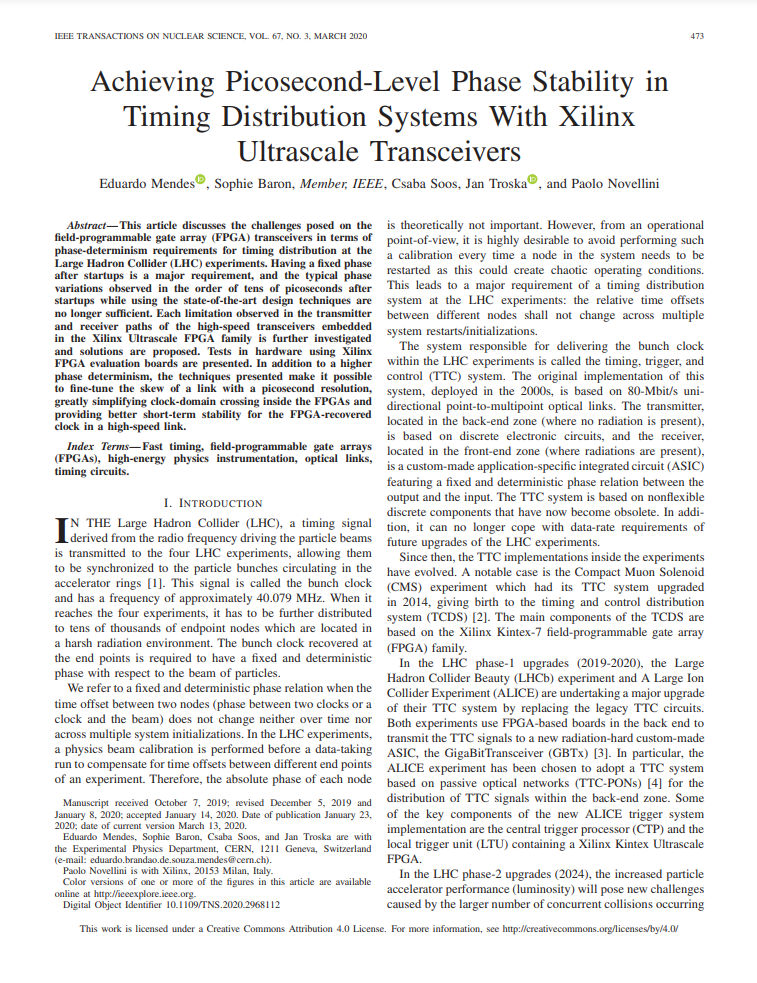 IEEE TRANSACTIONS ON NUCLEAR SCIENCE, VOL. 67, NO. 3, MARCH 2020
473
Achieving Picosecond-Level Phase Stability in
Timing Distribution Systems With Xilinx
Ultrascale Transceivers
Eduardo Mendes, Sophie Baron, Member, IEEE, Csaba Soos, Jan Troska, and Paolo Novellini
Abstract—This article discusses the challenges posed on the
field-programmable gate array (FPGA) transceivers in terms of
phase-determinism requirements for timing distribution at the
Large Hadron Collider (LHC) experiments. Having a fixed phase
after startups is a major requirement, and the typical phase
variations observed in the order of tens of picoseconds after
startups while using the state-of-the-art design techniques are
no longer sufficient. Each limitation observed in the transmitter
and receiver paths of the high-speed transceivers embedded
in the Xilinx Ultrascale FPGA family is further investigated
and solutions are proposed. Tests in hardware using Xilinx
FPGA evaluation boards are presented. In addition to a higher
phase determinism, the techniques presented make it possible
to fine-tune the skew of a link with a picosecond resolution,
greatly simplifying clock-domain crossing inside the FPGAs and
providing better short-term stability for the FPGA-recovered
clock in a high-speed link.
Index Terms—Fast timing, field-programmable gate arrays
(FPGAs), high-energy physics instrumentation, optical links,
timing circuits.
I. INTRODUCTION
IN THE Large Hadron Collider (LHC), a timing signal
derived from the radio frequency driving the particle beams
is transmitted to the four LHC experiments, allowing them
to be synchronized to the particle bunches circulating in the
accelerator rings [1]. This signal is called the bunch clock
and has a frequency of approximately 40.079 MHz. When it
reaches the four experiments, it has to be further distributed
to tens of thousands of endpoint nodes which are located in
a harsh radiation environment. The bunch clock recovered at
the end points is required to have a fixed and deterministic
phase with respect to the beam of particles.
We refer to a fixed and deterministic phase relation when the
time offset between two nodes (phase between two clocks or a
clock and the beam) does not change neither over time nor
across multiple system initializations. In the LHC experiments,
a physics beam calibration is performed before a data-taking
run to compensate for time offsets between different end points
of an experiment. Therefore, the absolute phase of each node
Manuscript received October 7, 2019; revised December 5, 2019 and
January 8, 2020; accepted January 14, 2020. Date of publication January 23,
2020; date of current version March 13, 2020.
Eduardo Mendes, Sophie Baron, Csaba Soos, and Jan Troska are with
the Experimental Physics Department, CERN, 1211 Geneva, Switzerland
(e-mail: eduardo.brandao.de.souza.mendes@cern.ch).
Paolo Novellini is with Xilinx, 20153 Milan, Italy.
Color versions of one or more of the figures in this article are available
online at http://ieeexplore.ieee.org.
Digital Object Identifier 10.1109/TNS.2020.2968112
is theoretically not important. However, from an operational
point-of-view, it is highly desirable to avoid performing such
a calibration every time a node in the system needs to be
restarted as this could create chaotic operating conditions.
This leads to a major requirement of a timing distribution
system at the LHC experiments: the relative time offsets
between different nodes shall not change across multiple
system restarts/initializations.
The system responsible for delivering the bunch clock
within the LHC experiments is called the timing, trigger, and
control (TTC) system. The original implementation of this
system, deployed in the 2000s, is based on 80-Mbit/s uni-
directional point-to-multipoint optical links. The transmitter,
located in the back-end zone (where no radiation is present),
is based on discrete electronic circuits, and the receiver,
located in the front-end zone (where radiations are present),
is a custom-made application-specific integrated circuit (ASIC)
featuring a fixed and deterministic phase relation between the
output and the input. The TTC system is based on nonflexible
discrete components that have now become obsolete. In addi-
tion, it can no longer cope with data-rate requirements of
future upgrades of the LHC experiments.
Since then, the TTC implementations inside the experiments
have evolved. A notable case is the Compact Muon Solenoid
(CMS) experiment which had its TTC system upgraded
in 2014, giving birth to the timing and control distribution
system (TCDS) [2]. The main components of the TCDS are
based on the Xilinx Kintex-7 field-programmable gate array
(FPGA) family.
In the LHC phase-1 upgrades (2019-2020), the Large
Hadron Collider Beauty (LHCb) experiment and A Large Ion
Collider Experiment (ALICE) are undertaking a major upgrade
of their TTC system by replacing the legacy TTC circuits.
Both experiments use FPGA-based boards in the back end to
transmit the TTC signals to a new radiation-hard custom-made
ASIC, the GigaBitTransceiver (GBTx) [3]. In particular, the
ALICE experiment has been chosen to adopt a TTC system
based on passive optical networks (TTC-PONs) [4] for the
distribution of TTC signals within the back-end zone. Some
of the key components of the new ALICE trigger system
implementation are the central trigger processor (CTP) and the
local trigger unit (LTU) containing a Xilinx Kintex Ultrascale
FPGA.
In the LHC phase-2 upgrades (2024), the increased particle
accelerator performance (luminosity) will pose new challenges
caused by the larger number of concurrent collisions occurring
This work is licensed under a Creative Commons Attribution 4.0 License. For more information, see http://creativecommons.org/licenses/by/4.0/